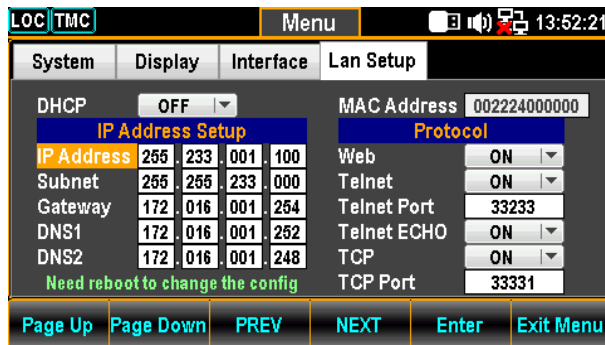 LOC TMC Menu 13:52:21
System Display Interface Lan Setup
DHCP OFF MAC Address 002224000000
IP Address Setup Protocol
IP Address 255 . 233 . 001 . 100 Web ON
Subnet 255 . 255 . 233 . 000 Telnet ON
Gateway 172 . 016 . 001 . 254 Telnet Port 33233
DNS1 172 . 016 . 001 . 252 Telnet ECHO ON
DNS2 172 . 016 . 001 . 248 TCP ON
Need reboot to change the config TCP Port 33331
Page Up Page Down PREV NEXT Enter Exit Menu